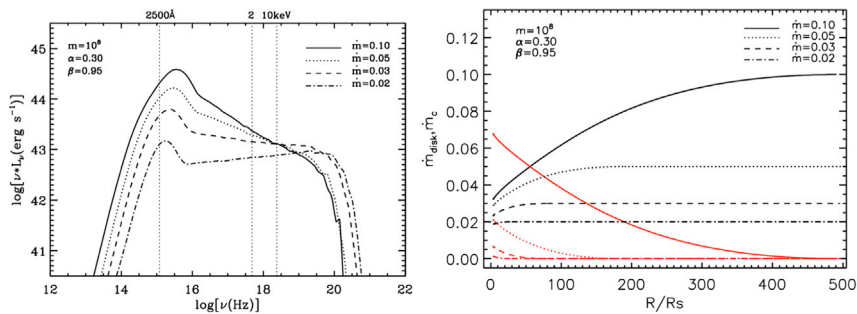 2500Å 2 10keV
m=10⁸
α=0.30
β=0.95
ṁ=0.10
ṁ=0.05
ṁ=0.03
ṁ=0.02
45
44
43
42
41
log[ν*Lᵥ(erg s⁻¹)]
12 14 16 18 20 22
log[ν(Hz)]
m=10⁸
α=0.30
β=0.95
ṁ=0.10
ṁ=0.05
ṁ=0.03
ṁ=0.02
0.12
0.10
0.08
0.06
0.04
0.02
0.00
ṁdisk,ṁc
0 100 200 300 400 500
R/Rs